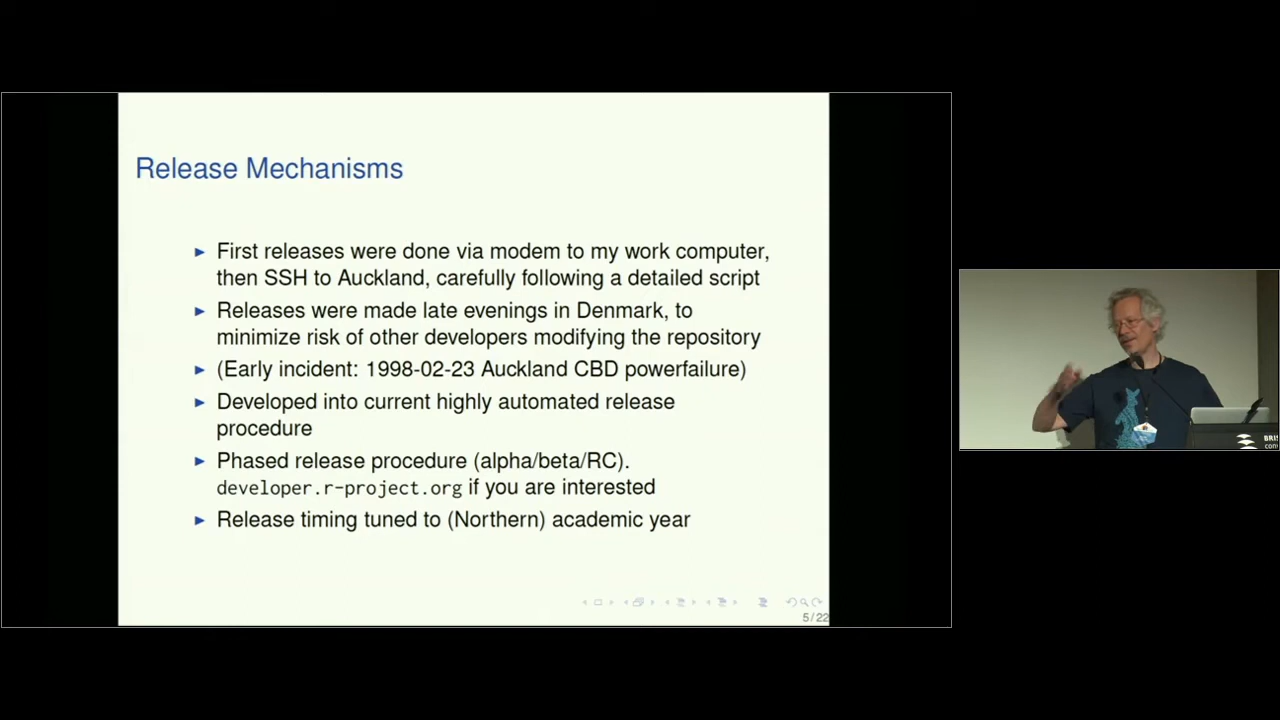 Release Mechanisms
► First releases were done via modem to my work computer,
then SSH to Auckland, carefully following a detailed script
► Releases were made late evenings in Denmark, to
minimize risk of other developers modifying the repository
► (Early incident: 1998-02-23 Auckland CBD powerfailure)
► Developed into current highly automated release
procedure
► Phased release procedure (alpha/beta/RC).
developer.r-project.org if you are interested
► Release timing tuned to (Northern) academic year
5/22